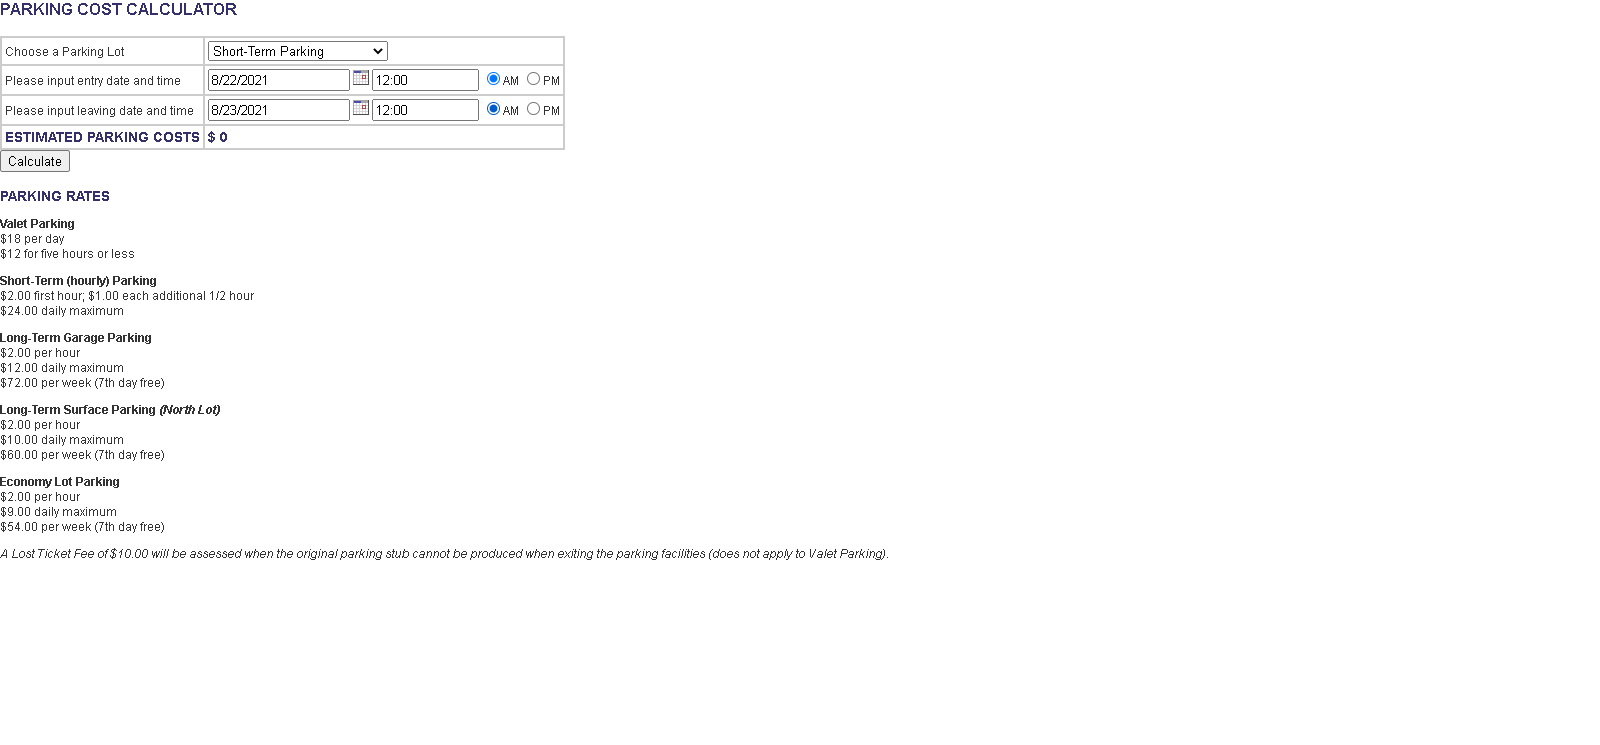 PARKING COST CALCULATOR
Choose a Parking Lot Short-Term Parking
Please input entry date and time 8/22/2021 12:00 AM PM
Please input leaving date and time 8/23/2021 12:00 AM PM
ESTIMATED PARKING COSTS $ 0
Calculate
PARKING RATES
Valet Parking
$18 per day
$12 for five hours or less
Short-Term (hourly) Parking
$2.00 first hour; $1.00 each additional 1/2 hour
$24.00 daily maximum
Long-Term Garage Parking
$2.00 per hour
$12.00 daily maximum
$72.00 per week (7th day free)
Long-Term Surface Parking (North Lot)
$2.00 per hour
$10.00 daily maximum
$60.00 per week (7th day free)
Economy Lot Parking
$2.00 per hour
$9.00 daily maximum
$54.00 per week (7th day free)
A Lost Ticket Fee of $10.00 will be assessed when the original parking stub cannot be produced when exiting the parking facilities (does not apply to Valet Parking).